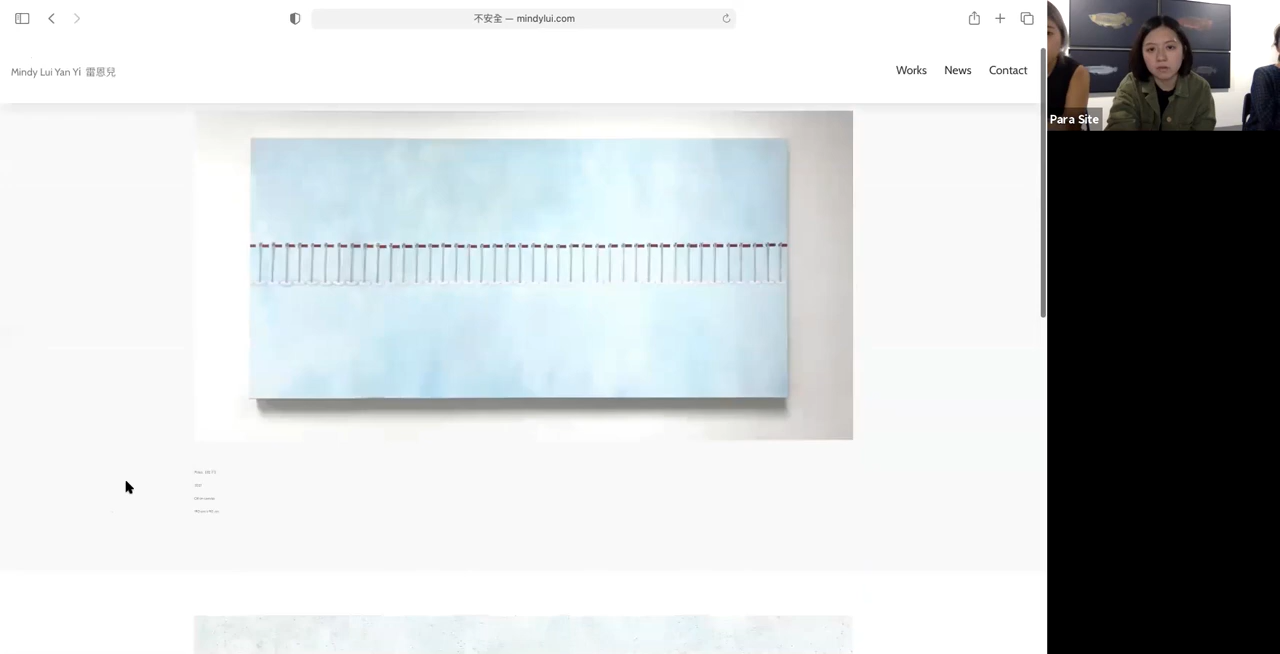 不安全 — mindylui.com
Mindy Lui Yan Yi 雷恩兒
Works
News
Contact
Para Site